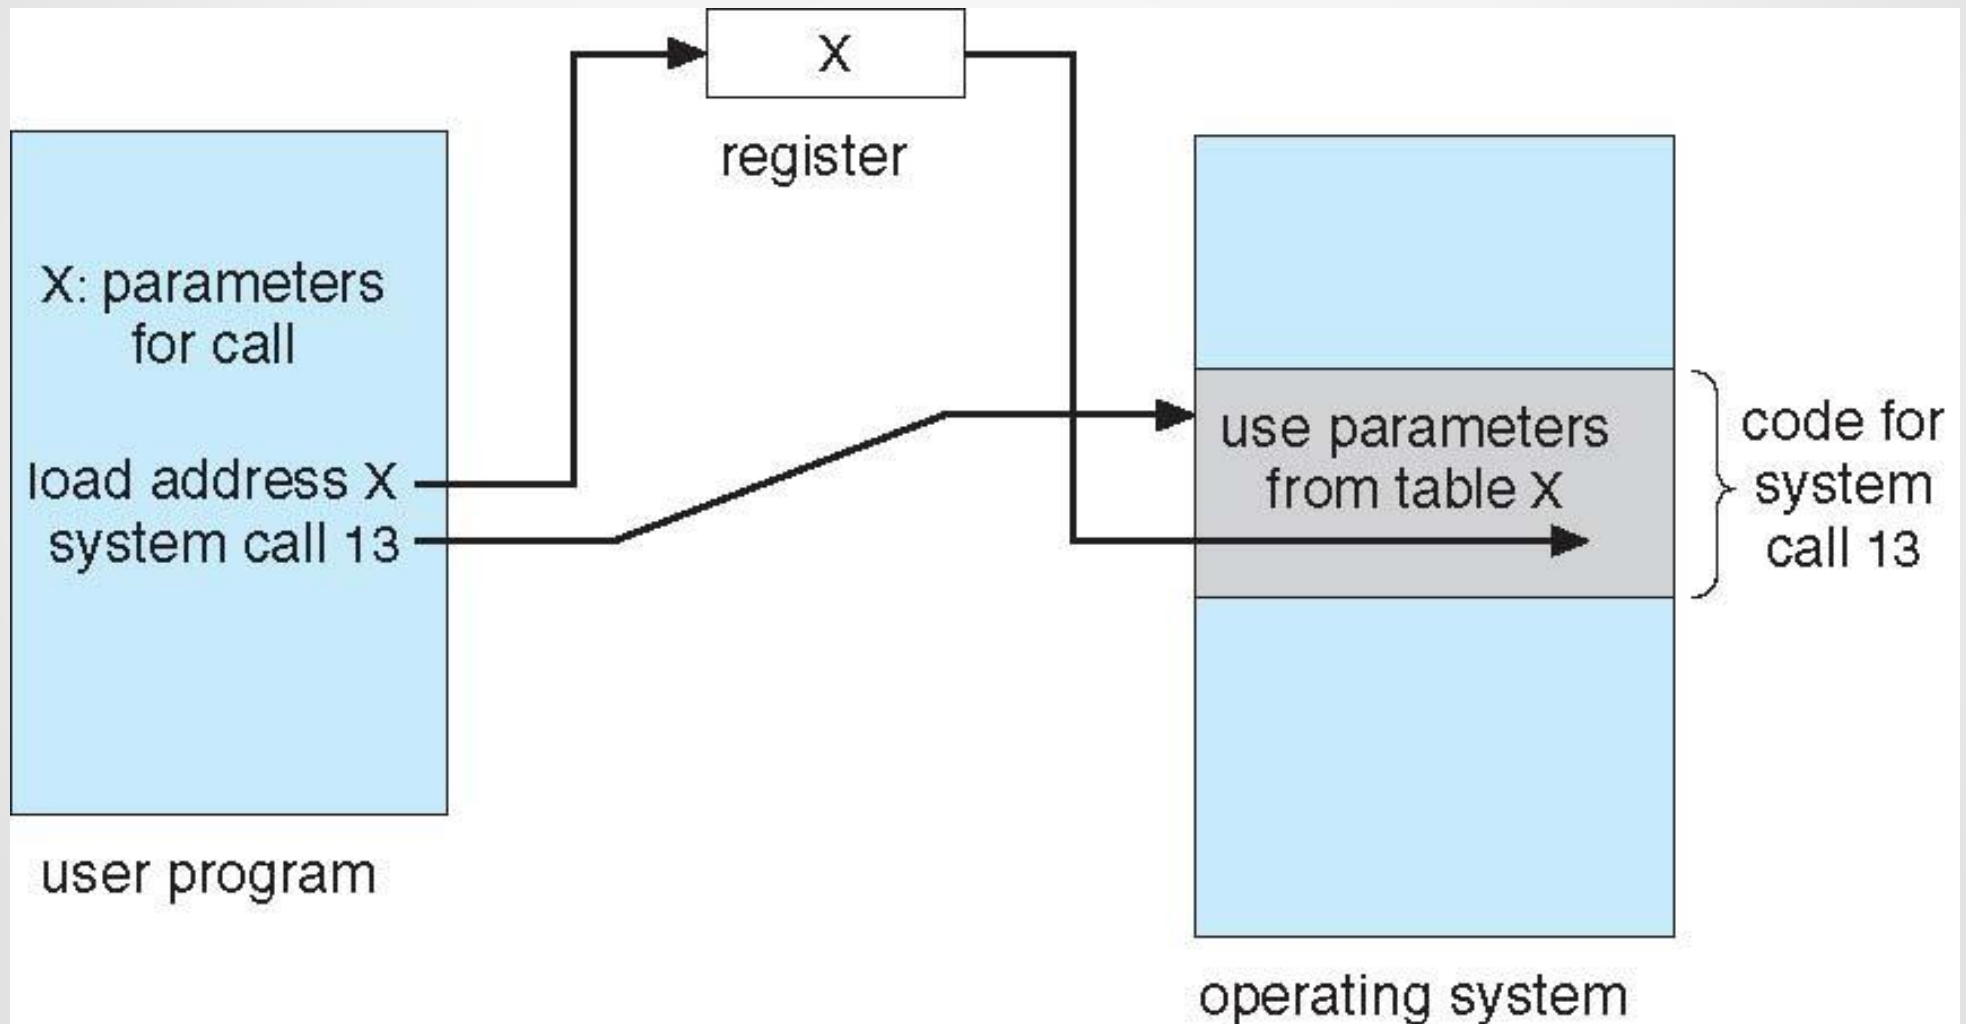 X
register
X: parameters
for call
load address X
system call 13
user program
use parameters
from table X
code for
system
call 13
operating system